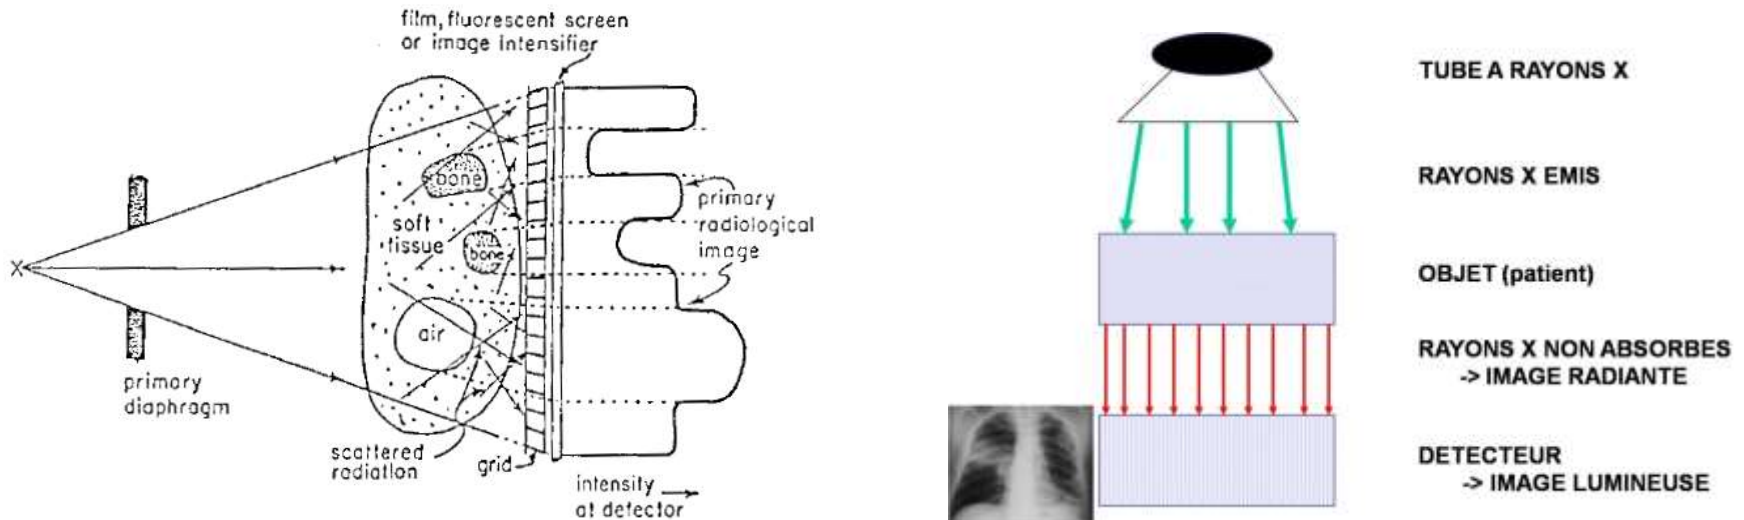 film, fluorescent screen
or image intensifier
bone
soft
tissue
bone
primary
radiological
image
X
air
primary
diaphragm
scattered
radiation
grid
intensity
at detector
TUBE A RAYONS X
RAYONS X EMIS
OBJET (patient)
RAYONS X NON ABSORBES
-> IMAGE RADIANTE
DETECTEUR
-> IMAGE LUMINEUSE